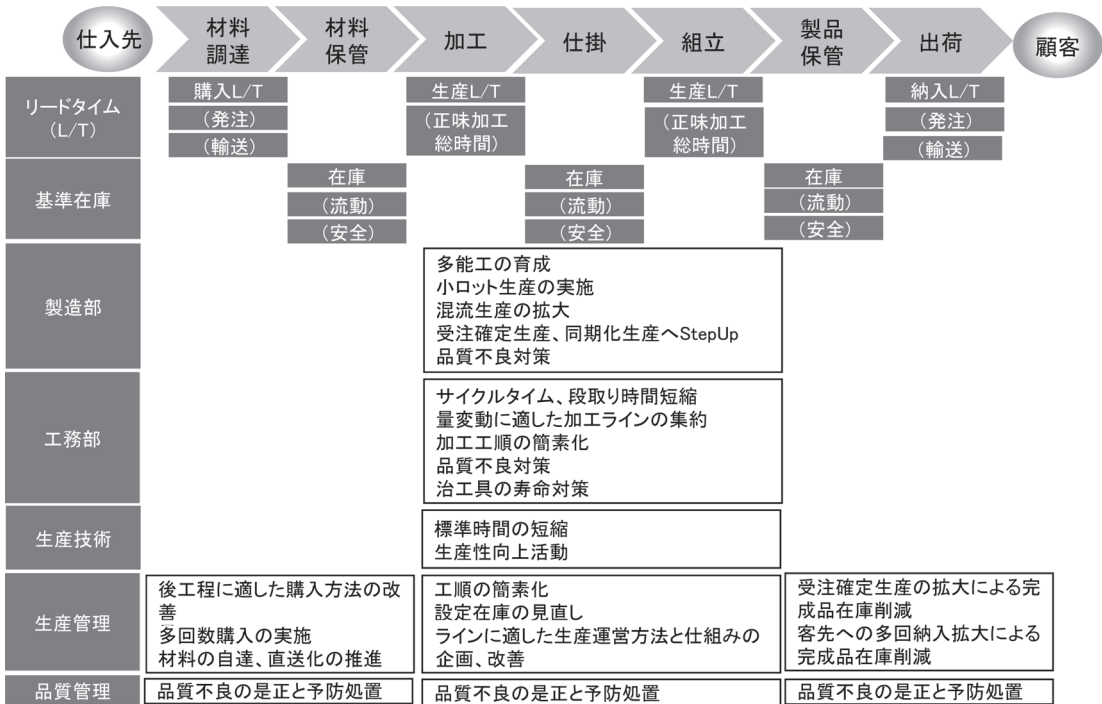 仕入先
材料
調達
材料
保管
加工
仕掛
組立
製品
保管
出荷
顧客
リードタイム
(L/T)
購入L/T
(発注)
(輸送)
生産L/T
(正味加工
総時間)
生産L/T
(正味加工
総時間)
納入L/T
(発注)
(輸送)
基準在庫
在庫
(流動)
(安全)
在庫
(流動)
(安全)
在庫
(流動)
(安全)
製造部
多能工の育成
小ロット生産の実施
混流生産の拡大
受注確定生産、同期化生産へStepUp
品質不良対策
工務部
サイクルタイム、段取り時間短縮
量変動に適した加工ラインの集約
加工工順の簡素化
品質不良対策
治工具の寿命対策
生産技術
標準時間の短縮
生産性向上活動
生産管理
後工程に適した購入方法の改
善
多回数購入の実施
材料の自達、直送化の推進
工順の簡素化
設定在庫の見直し
ラインに適した生産運営方法と仕組みの
企画、改善
受注確定生産の拡大による完
成品在庫削減
客先への多回納入拡大による
完成品在庫削減
品質管理
品質不良の是正と予防処置
品質不良の是正と予防処置
品質不良の是正と予防処置